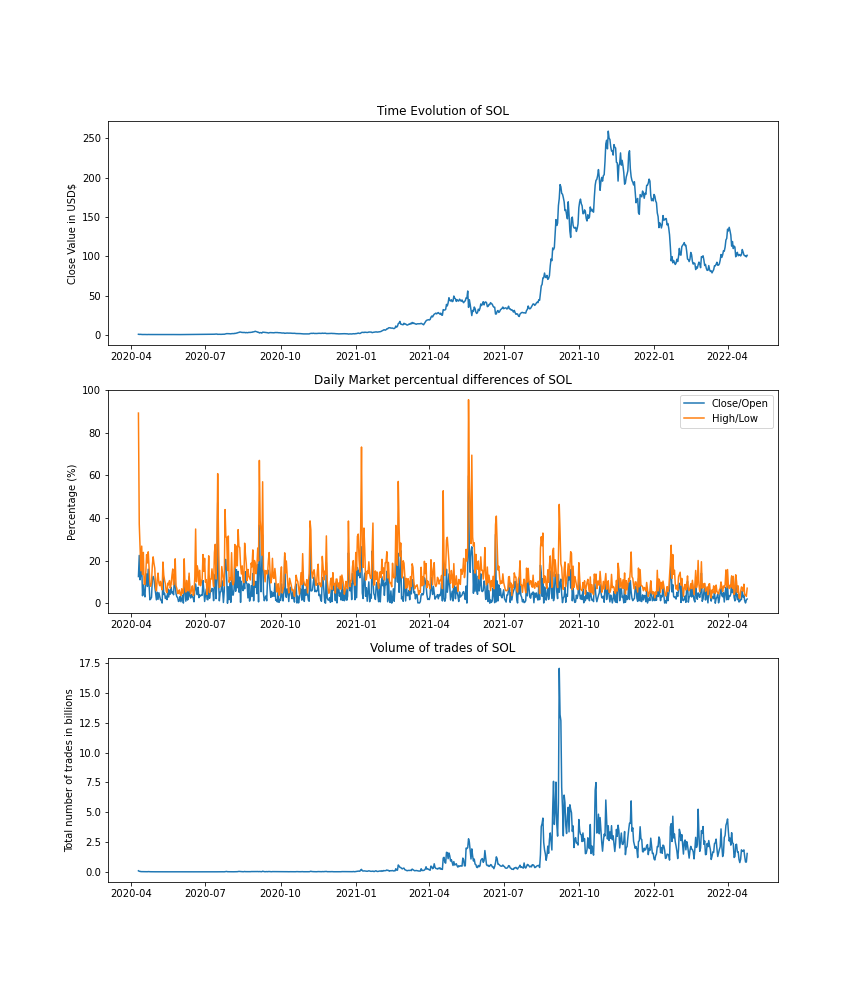 Time Evolution of SOL
Close Value in USD$
250
200
150
100
50
0
2020-04 2020-07 2020-10 2021-01 2021-04 2021-07 2021-10 2022-01 2022-04
Daily Market percentual differences of SOL
Percentage (%)
100
80
60
40
20
0
Close/Open
High/Low
2020-04 2020-07 2020-10 2021-01 2021-04 2021-07 2021-10 2022-01 2022-04
Volume of trades of SOL
Total number of trades in billions
17.5
15.0
12.5
10.0
7.5
5.0
2.5
0.0
2020-04 2020-07 2020-10 2021-01 2021-04 2021-07 2021-10 2022-01 2022-04